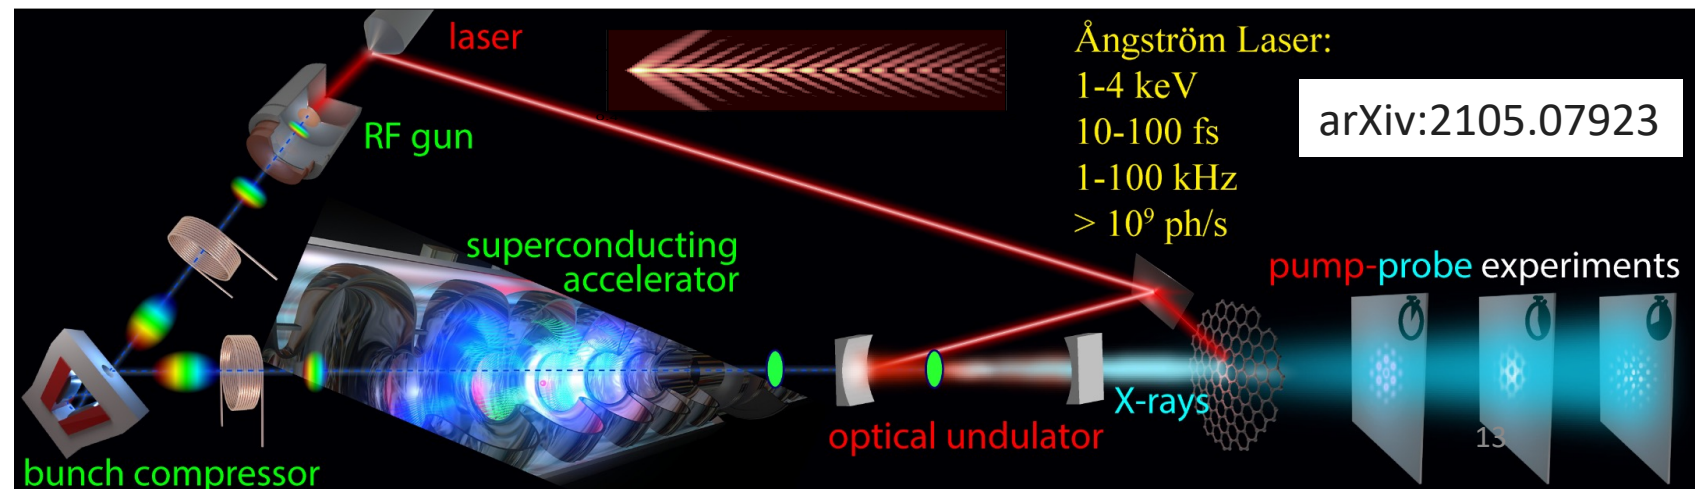 laser
Ångström Laser:
1-4 keV
10-100 fs
1-100 kHz
> 10⁹ ph/s
arXiv:2105.07923
RF gun
superconducting
accelerator
pump-probe experiments
X-rays
optical undulator
13
bunch compressor